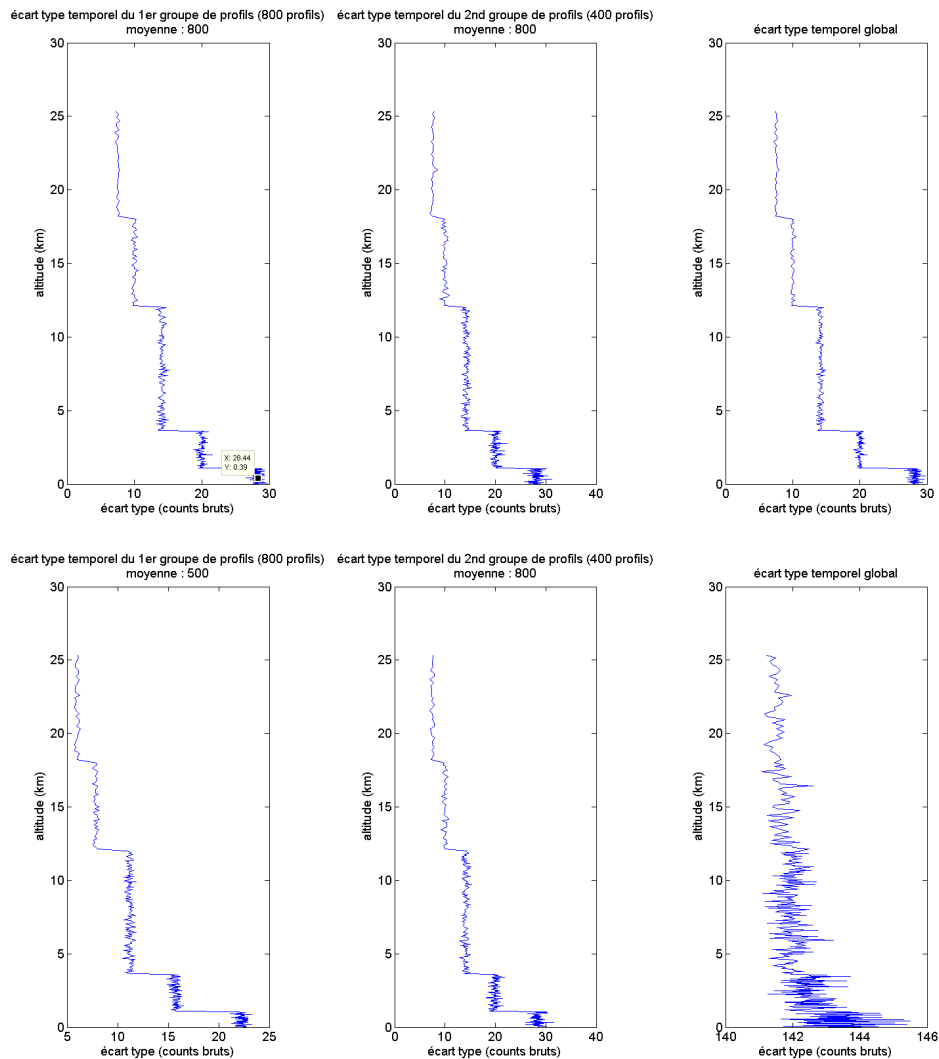 écart type temporel du 1er groupe de profils (800 profils)
moyenne : 800
30
25
20
15
10
5
0
altitude (km)
X: 28.44
Y: 0.39
0 10 20 30
écart type (counts bruts)
écart type temporel du 2nd groupe de profils (400 profils)
moyenne : 800
30
25
20
15
10
5
0
altitude (km)
0 10 20 30 40
écart type (counts bruts)
écart type temporel global
30
25
20
15
10
5
0
altitude (km)
0 10 20 30
écart type (counts bruts)
écart type temporel du 1er groupe de profils (800 profils)
moyenne : 500
30
25
20
15
10
5
0
altitude (km)
5 10 15 20 25
écart type (counts bruts)
écart type temporel du 2nd groupe de profils (400 profils)
moyenne : 800
30
25
20
15
10
5
0
altitude (km)
0 10 20 30 40
écart type (counts bruts)
écart type temporel global
30
25
20
15
10
5
0
altitude (km)
140 142 144 146
écart type (counts bruts)